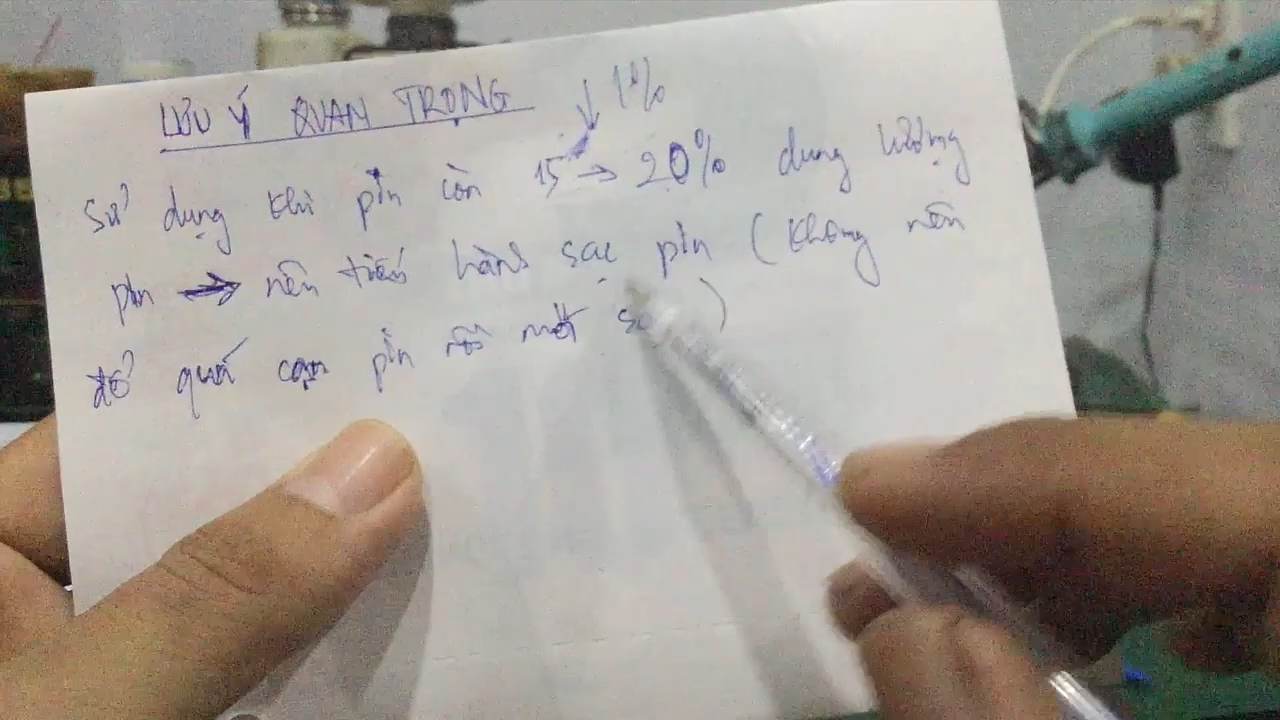 LƯU Ý QUAN TRỌNG
1%
Sử dụng khi pin còn 15 → 20% dung lượng
pin → nên tiến hành sạc pin (không nên
để quá cạn pin rồi mới )